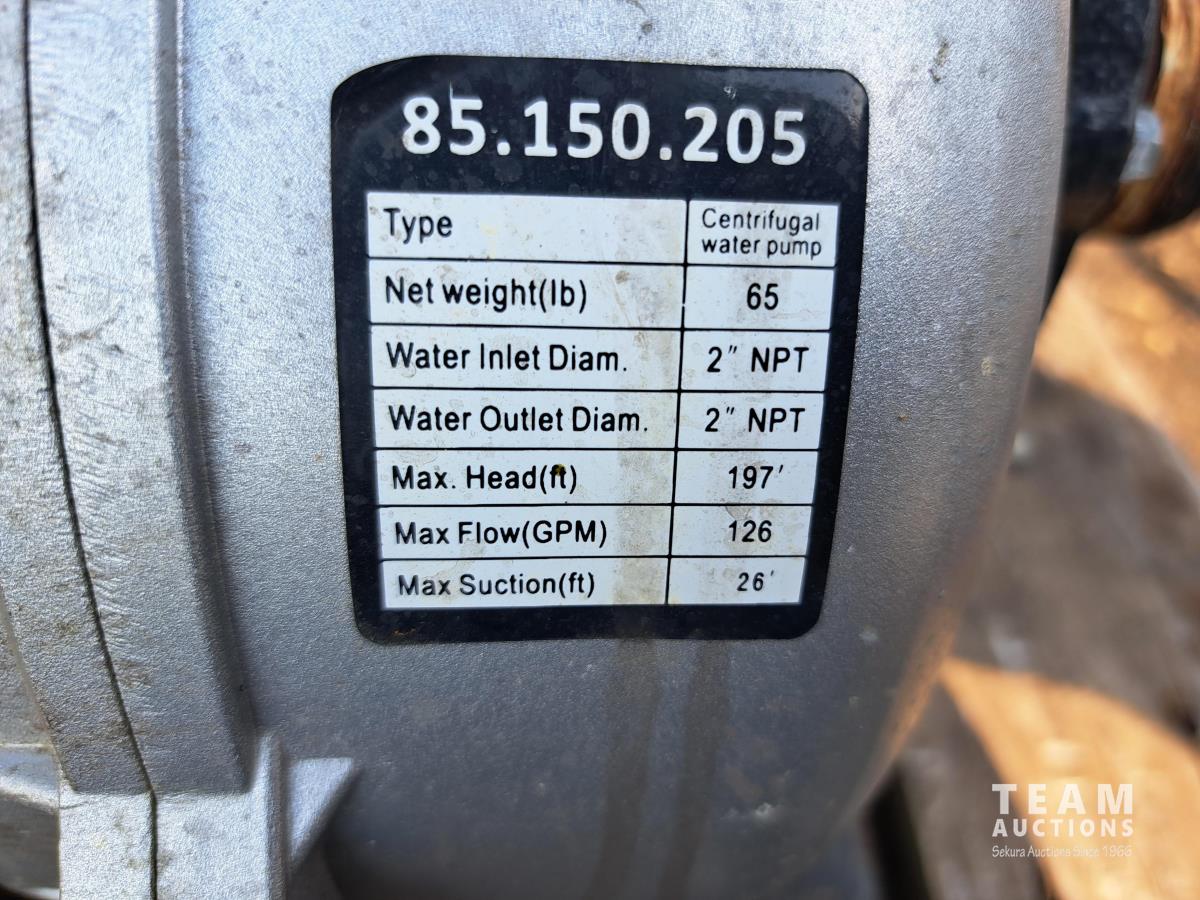 85.150.205
Type Centrifugal water pump
Net weight(lb) 65
Water Inlet Diam. 2" NPT
Water Outlet Diam. 2" NPT
Max. Head(ft) 197'
Max Flow(GPM) 126
Max Suction(ft) 26'
TEAM
AUCTIONS
Sekura Auctions Since 1966